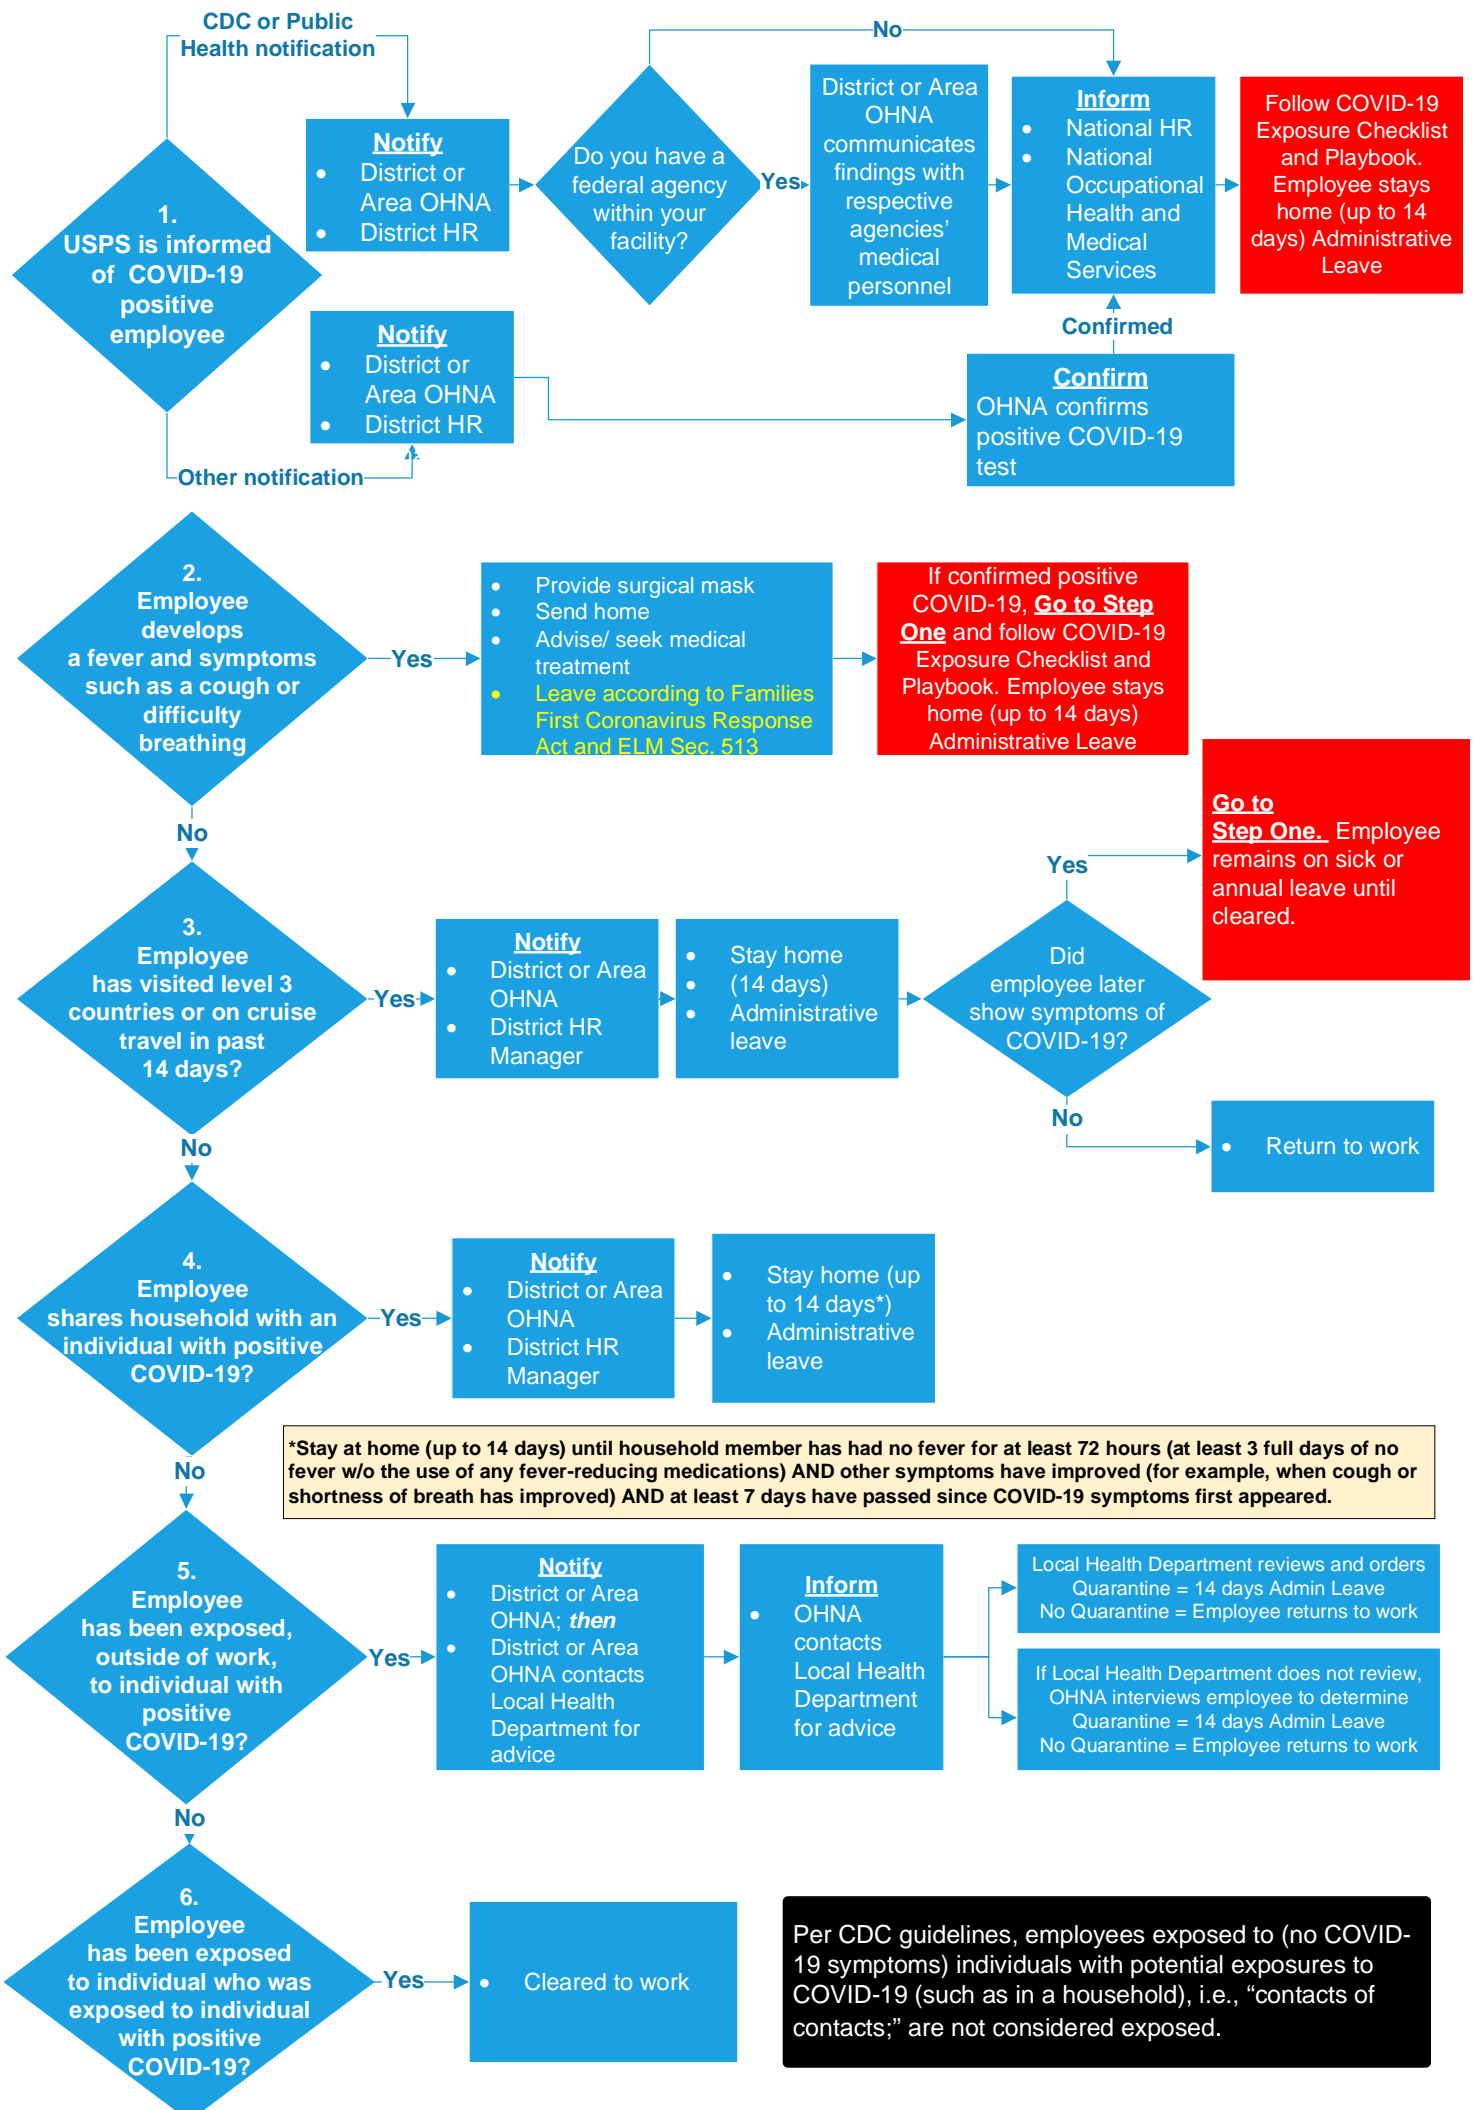 CDC or Public
Health notification
1.
USPS is informed
of COVID-19
positive
employee
Notify
• District or
Area OHNA
• District HR
Do you have a
federal agency
within your
facility?
No
Yes
District or Area
OHNA
communicates
findings with
respective
agencies’
medical
personnel
Inform
• National HR
• National
Occupational
Health and
Medical
Services
Follow COVID-19
Exposure Checklist
and Playbook.
Employee stays
home (up to 14
days) Administrative
Leave
Other notification
Notify
• District or
Area OHNA
• District HR
Confirmed
Confirm
OHNA confirms
positive COVID-19
test
2.
Employee
develops
a fever and symptoms
such as a cough or
difficulty
breathing
Yes
• Provide surgical mask
• Send home
• Advise/ seek medical
treatment
• Leave according to Families
First Coronavirus Response
Act and ELM Sec. 513
If confirmed positive
COVID-19, Go to Step
One and follow COVID-19
Exposure Checklist and
Playbook. Employee stays
home (up to 14 days)
Administrative Leave
No
3.
Employee
has visited level 3
countries or on cruise
travel in past
14 days?
Yes
Notify
• District or Area
OHNA
• District HR
Manager
• Stay home
• (14 days)
• Administrative
leave
Did
employee later
show symptoms of
COVID-19?
Yes
Go to
Step One. Employee
remains on sick or
annual leave until
cleared.
No
• Return to work
No
4.
Employee
shares household with an
individual with positive
COVID-19?
Yes
Notify
• District or Area
OHNA
• District HR
Manager
• Stay home (up
to 14 days*)
• Administrative
leave
*Stay at home (up to 14 days) until household member has had no fever for at least 72 hours (at least 3 full days of no
fever w/o the use of any fever-reducing medications) AND other symptoms have improved (for example, when cough or
shortness of breath has improved) AND at least 7 days have passed since COVID-19 symptoms first appeared.
No
5.
Employee
has been exposed,
outside of work,
to individual with
positive
COVID-19?
Yes
Notify
• District or Area
OHNA; then
• District or Area
OHNA contacts
Local Health
Department for
advice
Inform
• OHNA
contacts
Local Health
Department
for advice
Local Health Department reviews and orders
Quarantine = 14 days Admin Leave
No Quarantine = Employee returns to work
If Local Health Department does not review,
OHNA interviews employee to determine
Quarantine = 14 days Admin Leave
No Quarantine = Employee returns to work
No
6.
Employee
has been exposed
to individual who was
exposed to individual
with positive
COVID-19?
Yes
• Cleared to work
Per CDC guidelines, employees exposed to (no COVID-
19 symptoms) individuals with potential exposures to
COVID-19 (such as in a household), i.e., “contacts of
contacts;” are not considered exposed.